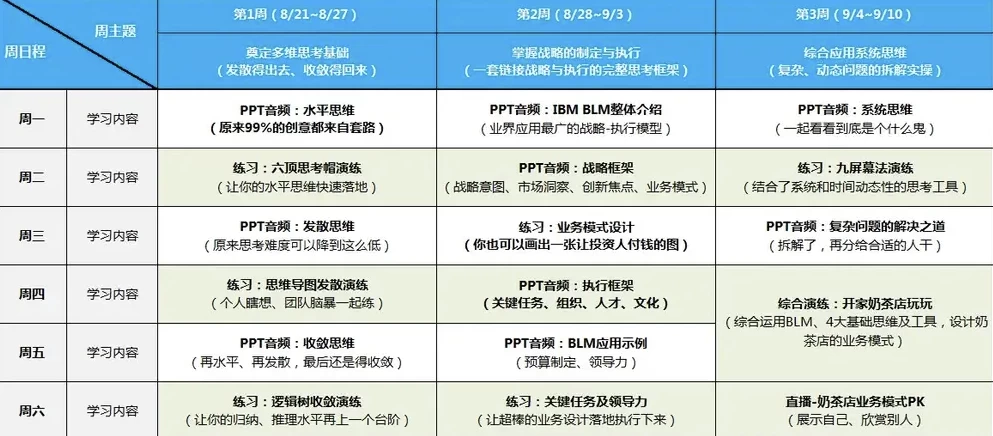 周主题
周日程
第1周（8/21~8/27）
第2周（8/28~9/3）
第3周（9/4~9/10）
奠定多维思考基础
（发散得出去、收敛得回来）
掌握战略的制定与执行
（一套链接战略与执行的完整思考框架）
综合应用系统思维
（复杂、动态问题的拆解实操）
周一
学习内容
PPT音频：水平思维
（原来99%的创意都来自套路）
PPT音频：IBM BLM整体介绍
（业界应用最广的战略-执行模型）
PPT音频：系统思维
（一起看看到底是个什么鬼）
周二
学习内容
练习：六顶思考帽演练
（让你的水平思维快速落地）
PPT音频：战略框架
（战略意图、市场洞察、创新焦点、业务模式）
练习：九屏幕法演练
（结合了系统和时间动态性的思考工具）
周三
学习内容
PPT音频：发散思维
（原来思考难度可以降到这么低）
练习：业务模式设计
（你也可以画出一张让投资人付钱的图）
PPT音频：复杂问题的解决之道
（拆解了，再分给合适的人干）
周四
学习内容
练习：思维导图发散演练
（个人瞎想、团队脑暴一起练）
PPT音频：执行框架
（关键任务、组织、人才、文化）
综合演练：开家奶茶店玩玩
（综合运用BLM、4大基础思维及工具，设计奶
茶店的业务模式）
周五
学习内容
PPT音频：收敛思维
（再水平、再发散，最后还是得收敛）
PPT音频：BLM应用示例
（预算制定、领导力）
周六
学习内容
练习：逻辑树收敛演练
（让你的归纳、推理水平再上一个台阶）
练习：关键任务及领导力
（让超棒的业务设计落地执行下来）
直播-奶茶店业务模式PK
（展示自己、欣赏别人）